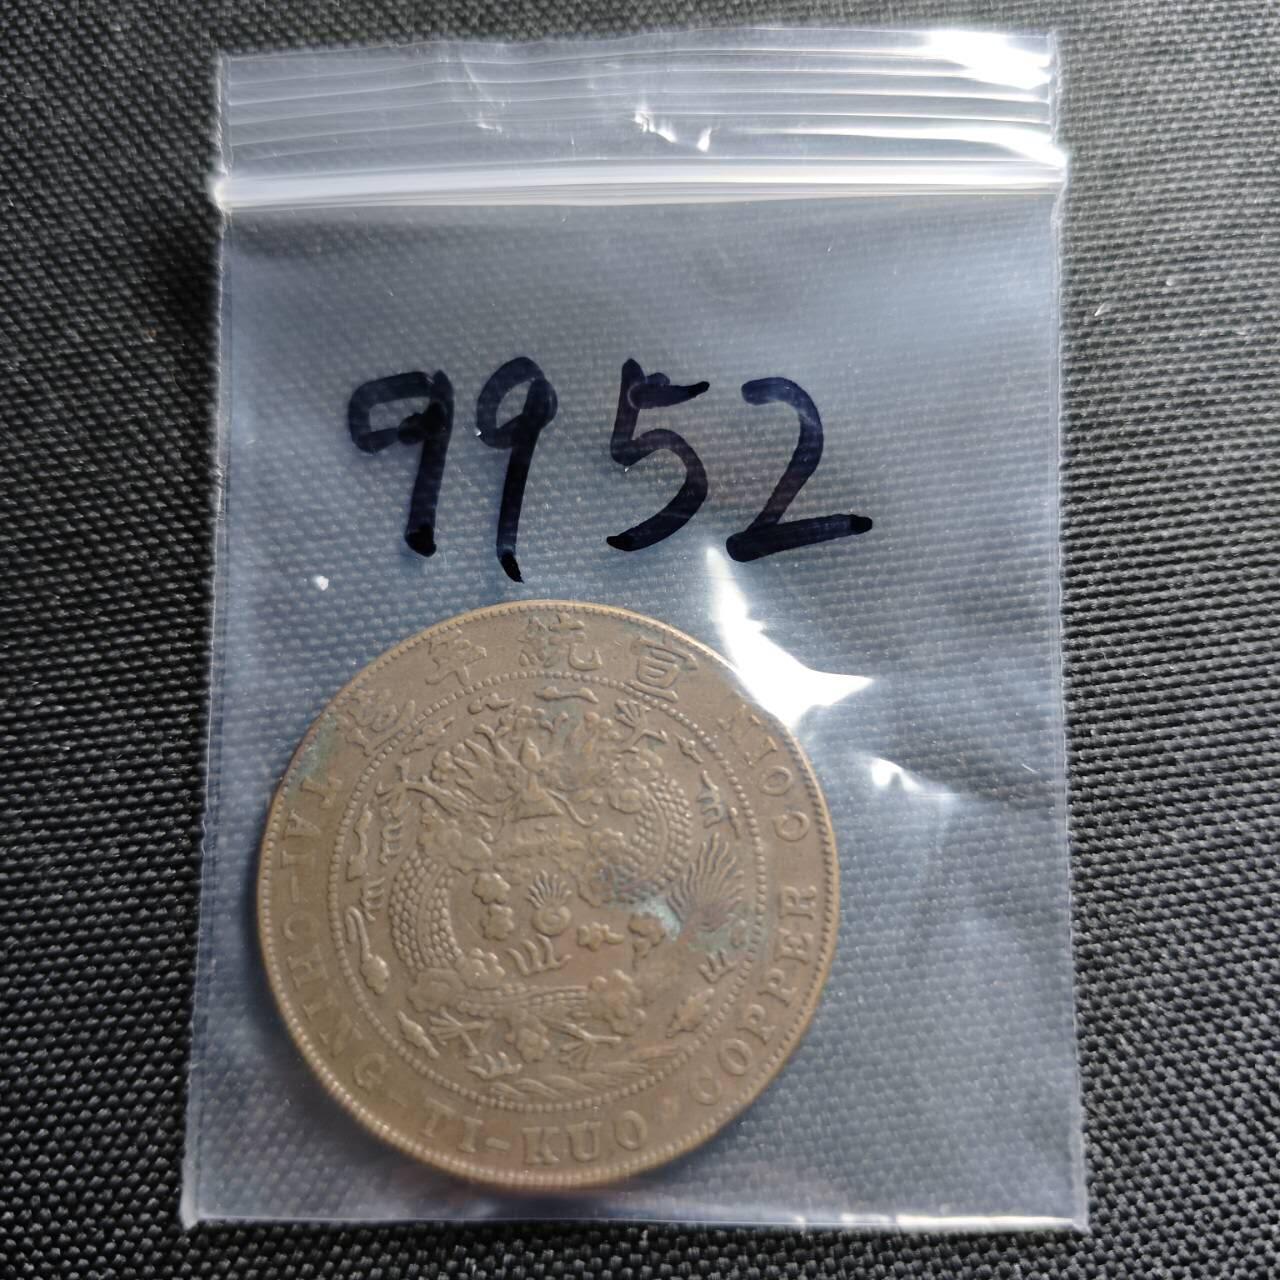 9952
宣統年造
TAI-CHING-TI-KUO COPPER COIN